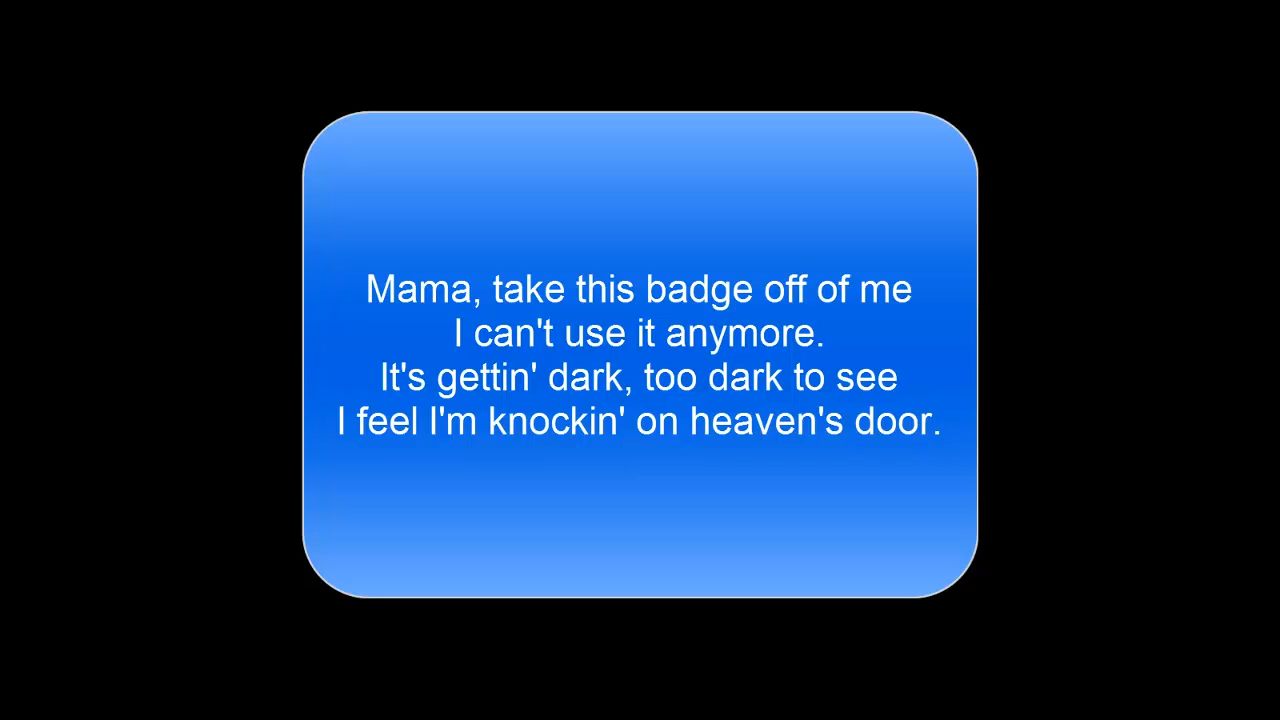 Mama, take this badge off of me
I can't use it anymore.
It's gettin' dark, too dark to see
I feel I'm knockin' on heaven's door.